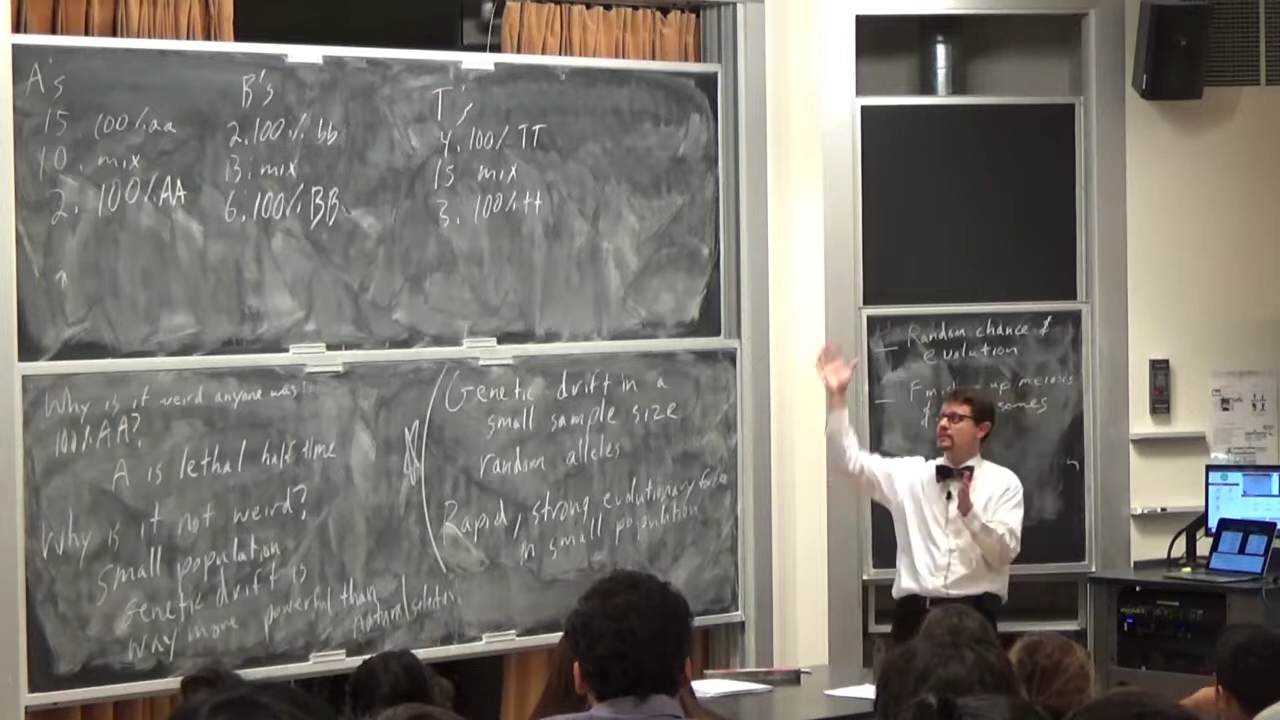 A's
15. 100% aa
10. mix
2. 100% AA
B's
2. 100% bb
13: mix
6. 100% BB
T's
4. 100% TT
15 mix
3. 100% tt
Why is it weird anyone was
100% AA?
A is lethal half time
Why is it not weird?
small population
Genetic drift is
way more powerful than
natural selection.
Genetic drift in a
small sample size
random alleles
Rapid, strong evolutionary force
in small population
Random chance &
evolution
up meiosis